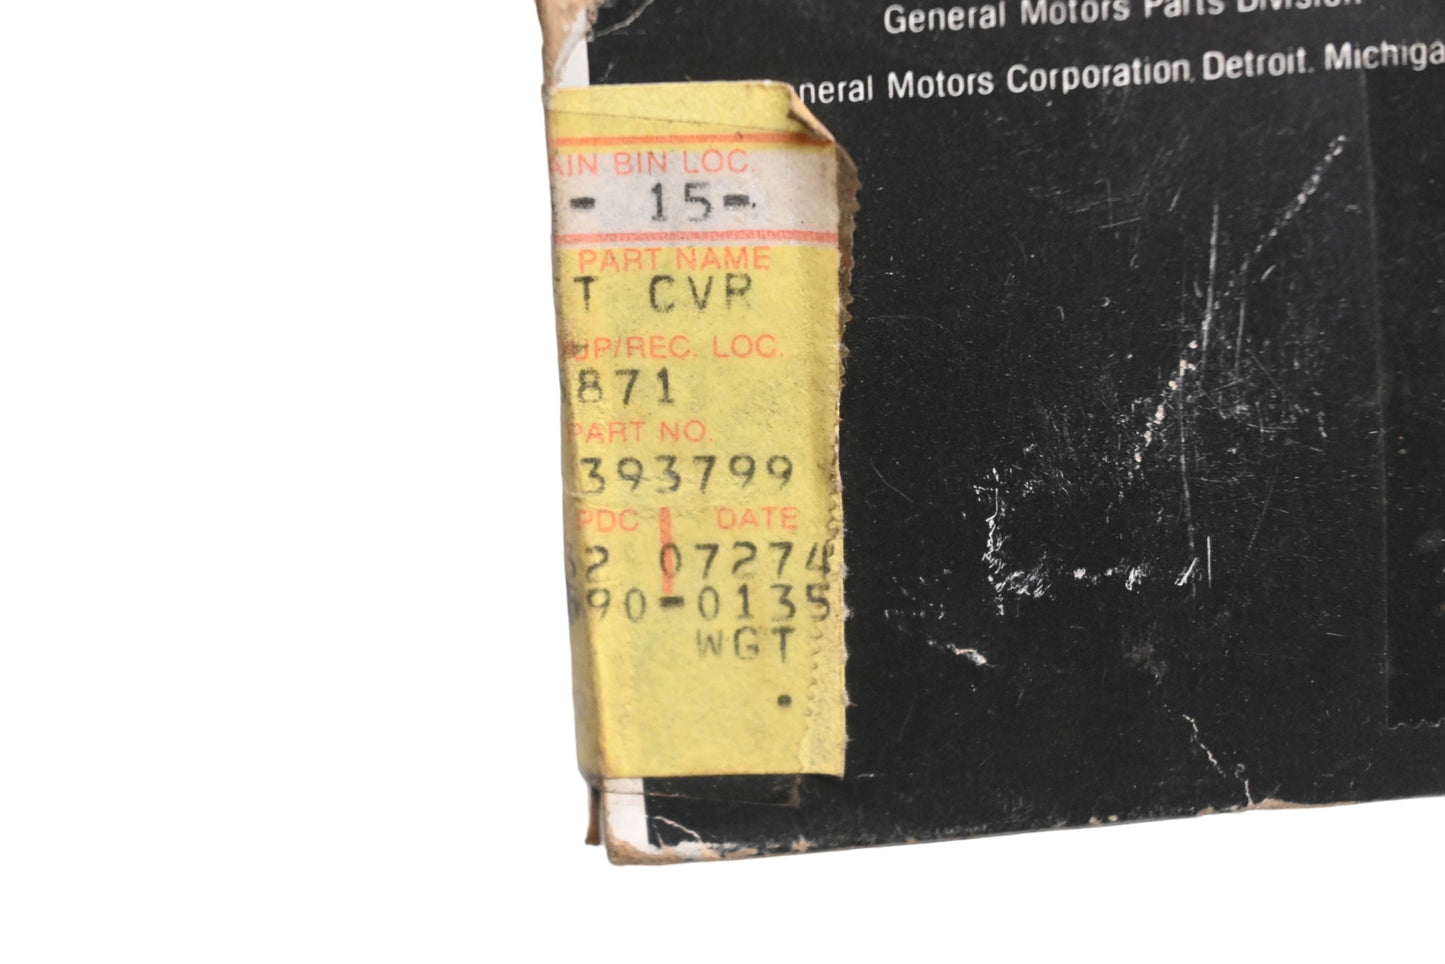 General Motors Parts Division
neral Motors Corporation, Detroit, Michiga
AIN BIN LOC.
- 15-
PART NAME
T CVR
UP/REC. LOC.
871
PART NO.
393799
PDC DATE
2 07274
90-0135
WGT
.